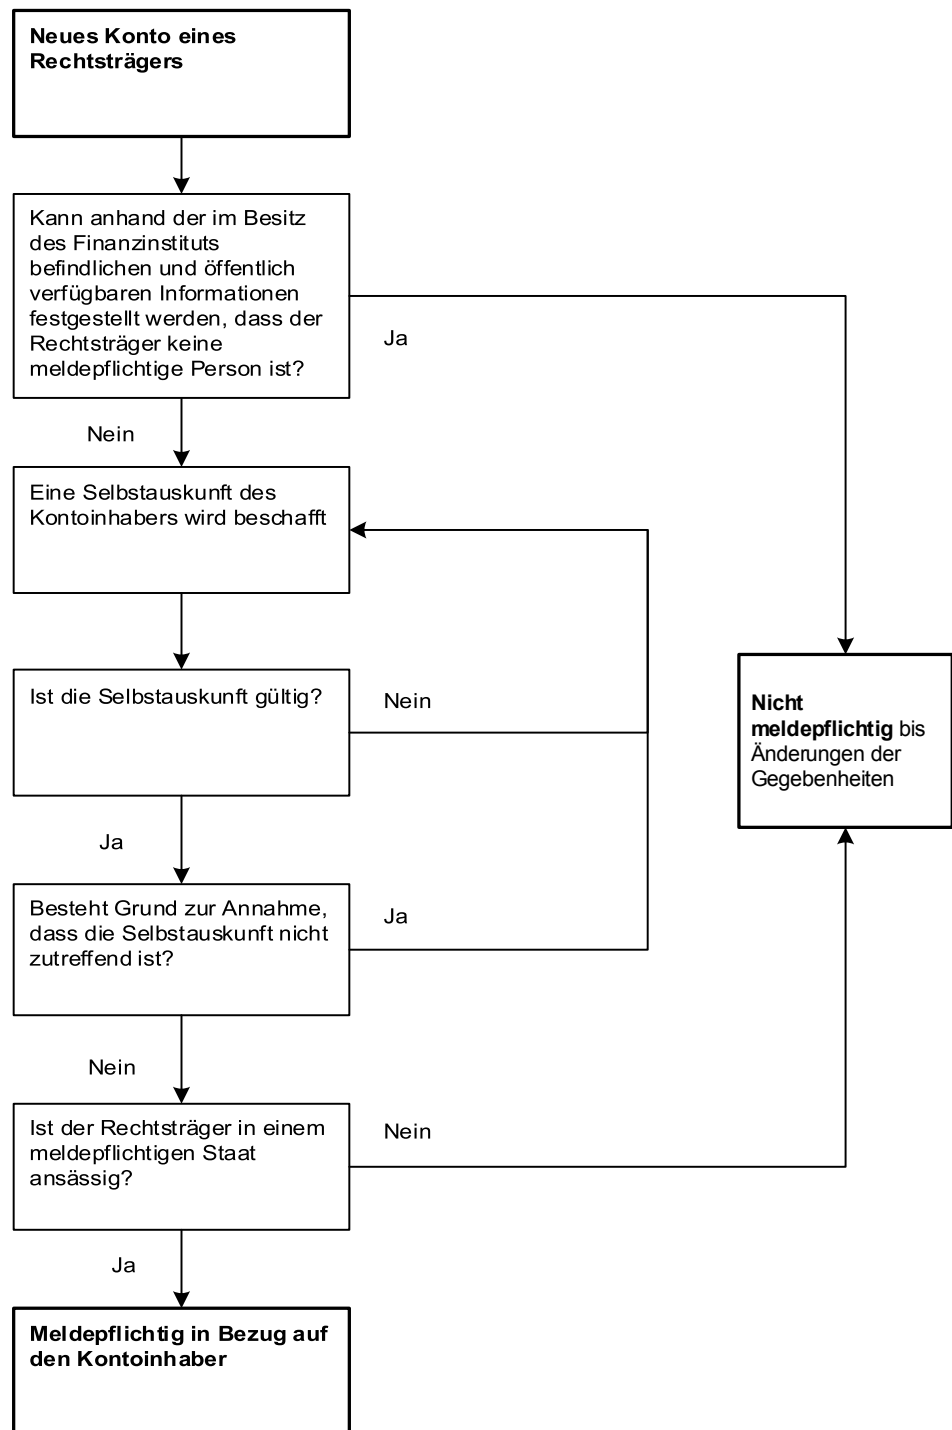 Neues Konto eines
Rechtsträgers
Kann anhand der im Besitz
des Finanzinstituts
befindlichen und öffentlich
verfügbaren Informationen
festgestellt werden, dass der
Rechtsträger keine
meldepflichtige Person ist?
Ja
Nein
Eine Selbstauskunft des
Kontoinhabers wird beschafft
Ist die Selbstauskunft gültig?
Nein
Nicht
meldepflichtig bis
Änderungen der
Gegebenheiten
Ja
Besteht Grund zur Annahme,
dass die Selbstauskunft nicht
zutreffend ist?
Ja
Nein
Ist der Rechtsträger in einem
meldepflichtigen Staat
ansässig?
Nein
Ja
Meldepflichtig in Bezug auf
den Kontoinhaber